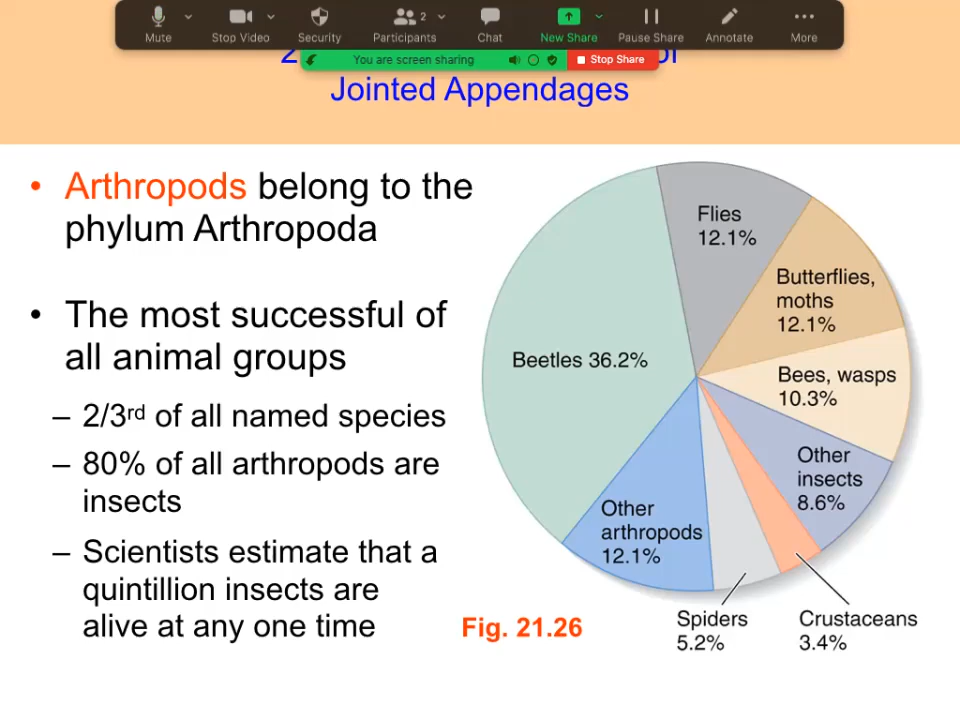 Mute
Stop Video
Security
2
Participants
Chat
New Share
Pause Share
Annotate
More
You are screen sharing
Stop Share
2
of
Jointed Appendages
• Arthropods belong to the
phylum Arthropoda
• The most successful of
all animal groups
– 2/3rd of all named species
– 80% of all arthropods are
insects
– Scientists estimate that a
quintillion insects are
alive at any one time
Flies
12.1%
Butterflies,
moths
12.1%
Beetles 36.2%
Bees, wasps
10.3%
Other
insects
8.6%
Other
arthropods
12.1%
Spiders
5.2%
Crustaceans
3.4%
Fig. 21.26